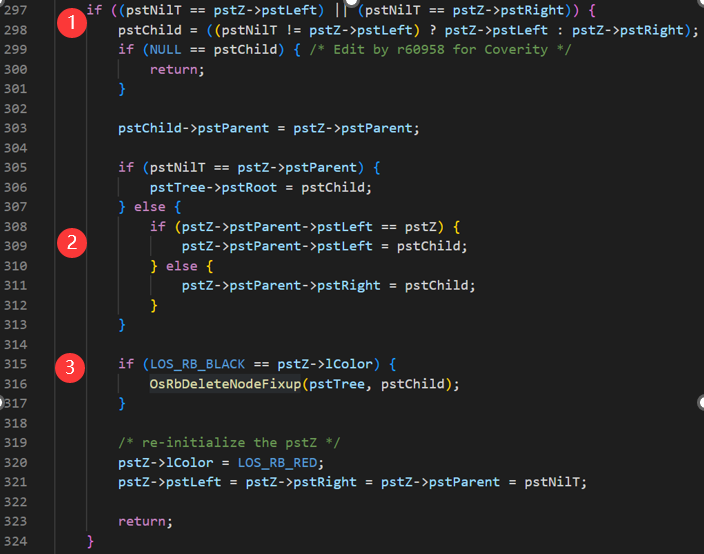 297 if ((pstNilT == pstZ->pstLeft) || (pstNilT == pstZ->pstRight)) {
1
298 pstChild = ((pstNilT != pstZ->pstLeft) ? pstZ->pstLeft : pstZ->pstRight);
299 if (NULL == pstChild) { /* Edit by r60958 for Coverity */
300 return;
301 }
302
303 pstChild->pstParent = pstZ->pstParent;
304
305 if (pstNilT == pstZ->pstParent) {
306 pstTree->pstRoot = pstChild;
307 } else {
308 if (pstZ->pstParent->pstLeft == pstZ) {
2
309 pstZ->pstParent->pstLeft = pstChild;
310 } else {
311 pstZ->pstParent->pstRight = pstChild;
312 }
313 }
314
3
315 if (LOS_RB_BLACK == pstZ->lColor) {
316 OsRbDeleteNodeFixup(pstTree, pstChild);
317 }
318
319 /* re-initialize the pstZ */
320 pstZ->lColor = LOS_RB_RED;
321 pstZ->pstLeft = pstZ->pstRight = pstZ->pstParent = pstNilT;
322
323 return;
324 }